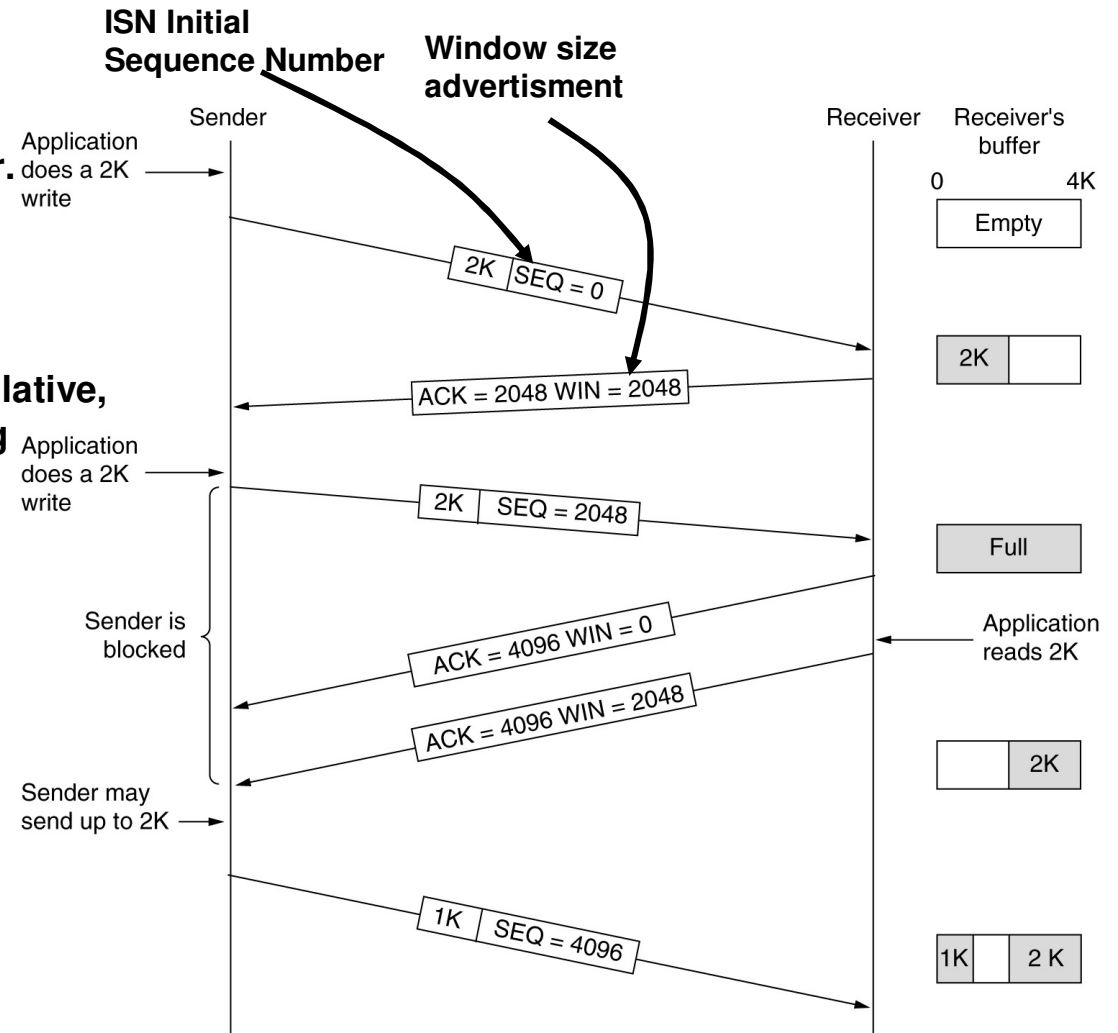 ISN Initial
Sequence Number
Window size
advertisment
Sender
Receiver
Receiver's
buffer
0 4K
Empty
r.
Application
does a 2K
write
2K SEQ = 0
2K
ACK = 2048 WIN = 2048
lative,
g
Application
does a 2K
write
2K SEQ = 2048
Full
Sender is
blocked
ACK = 4096 WIN = 0
Application
reads 2K
ACK = 4096 WIN = 2048
2K
Sender may
send up to 2K
1K SEQ = 4096
1K 2 K